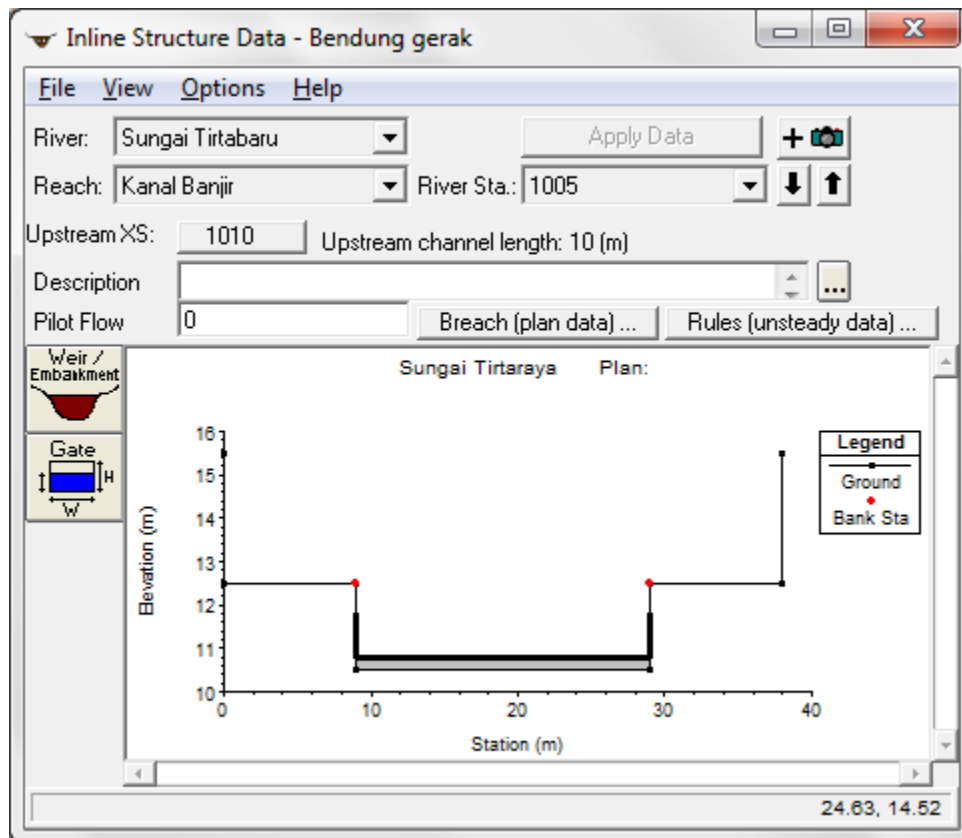 Inline Structure Data - Bendung gerak
File View Options Help
River: Sungai Tirtabaru Apply Data
Reach: Kanal Banjir River Sta.: 1005
Upstream XS: 1010 Upstream channel length: 10 (m)
Description ...
Pilot Flow 0 Breach (plan data) ... Rules (unsteady data) ...
Weir /
Embankment
Gate
H
W
Sungai Tirtaraya Plan:
Elevation (m)
16
15
14
13
12
11
10
0 10 20 30 40
Station (m)
Legend
Ground
Bank Sta
24.63, 14.52